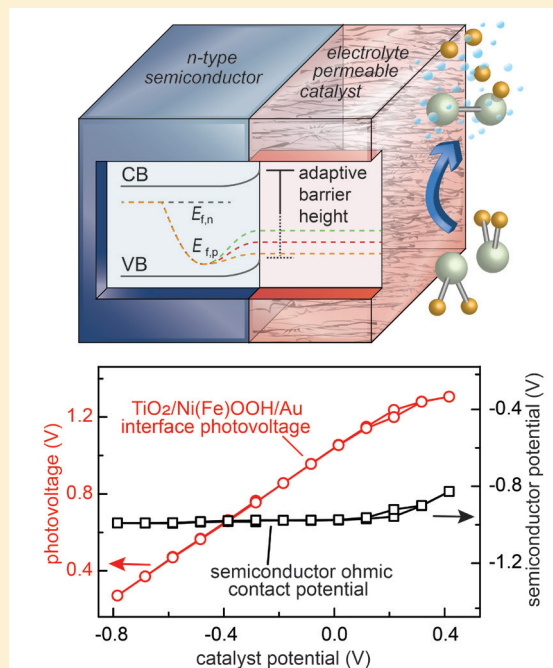 n-type
semiconductor
electrolyte
permeable
catalyst
CB
E_f,n
E_f,p
VB
adaptive
barrier
height
photovoltage (V)
1.2
0.8
0.4
TiO2/Ni(Fe)OOH/Au
interface photovoltage
semiconductor ohmic
contact potential
-0.4
-0.8
-1.2
semiconductor potential (V)
-0.8
-0.4
0.0
0.4
catalyst potential (V)